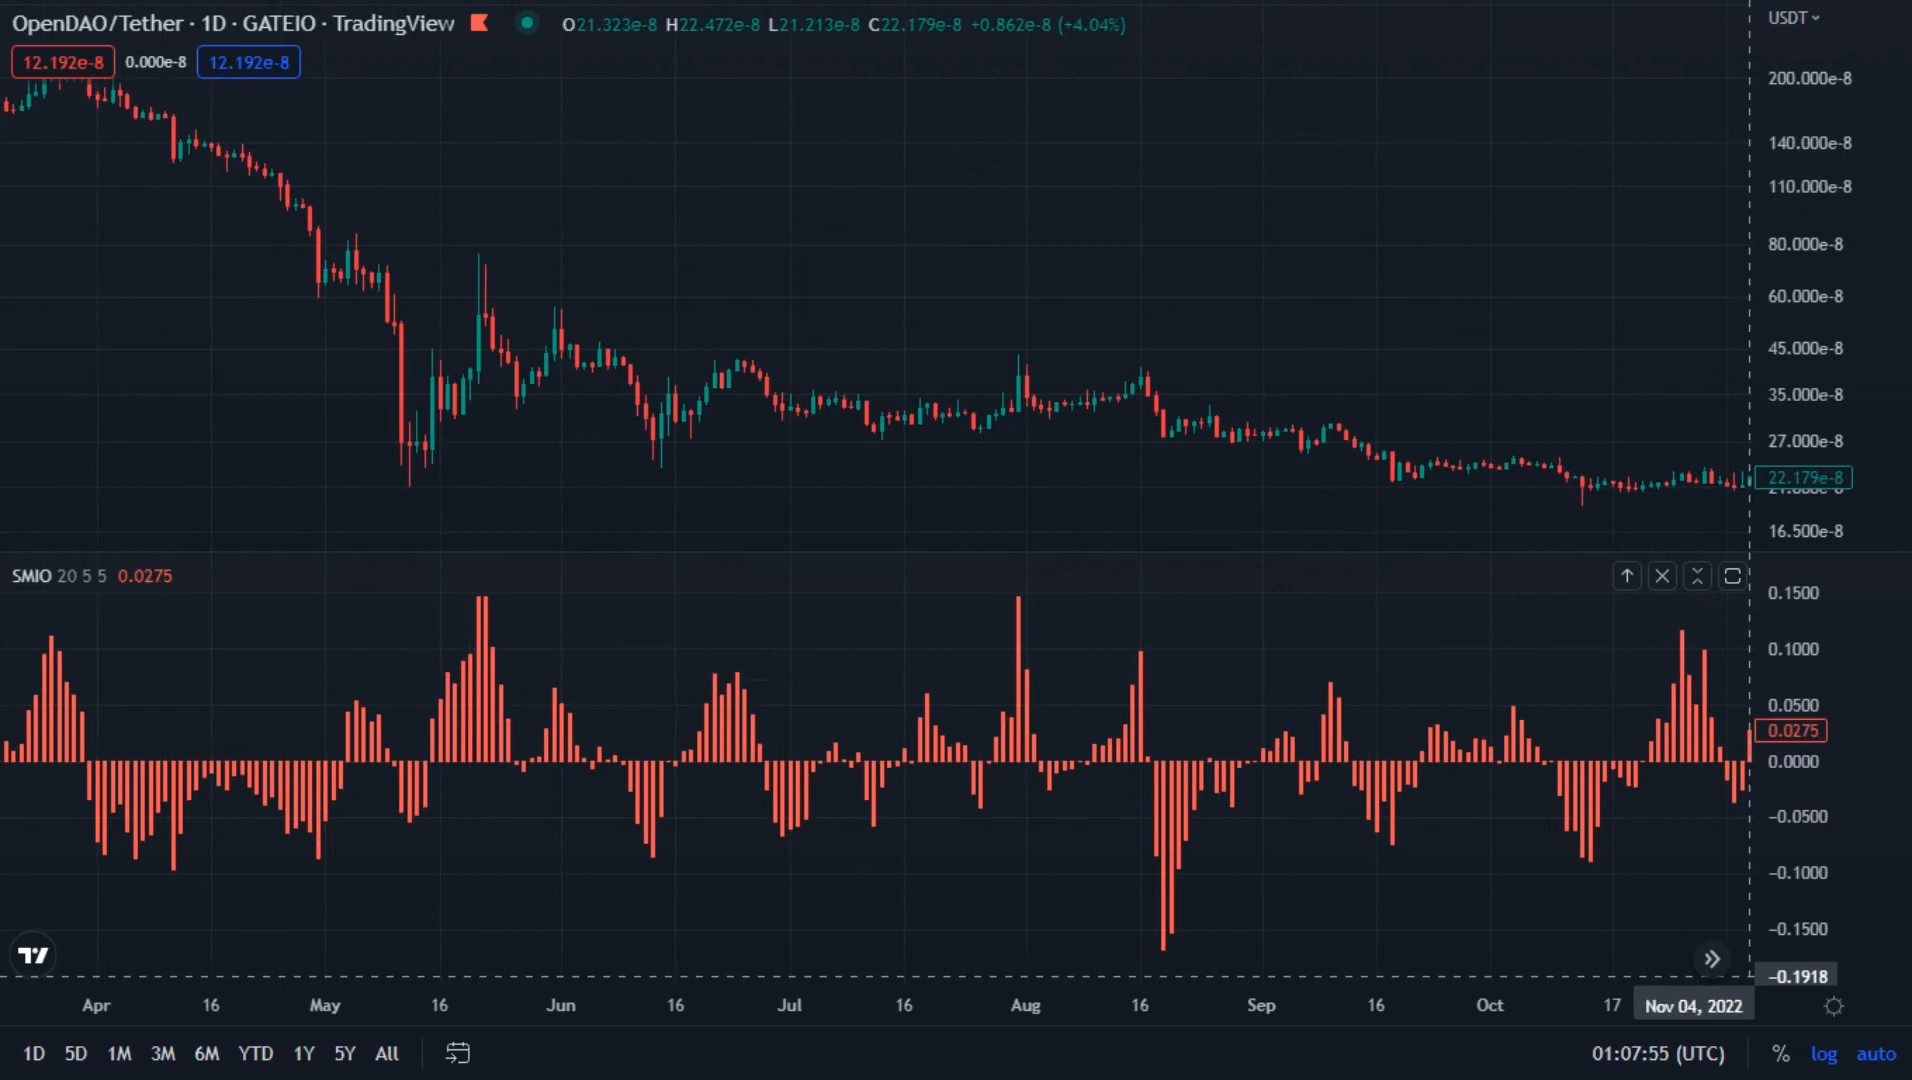 OpenDAO/Tether · 1D · GATEIO · TradingView O21.323e-8 H22.472e-8 L21.213e-8 C22.179e-8 +0.862e-8 (+4.04%)
USDT
12.192e-8 0.000e-8 12.192e-8
200.000e-8
140.000e-8
110.000e-8
80.000e-8
60.000e-8
45.000e-8
35.000e-8
27.000e-8
22.179e-8
16.500e-8
SMIO 20 5 5 0.0275
0.1500
0.1000
0.0500
0.0275
0.0000
−0.0500
−0.1000
−0.1500
−0.1918
Apr 16 May 16 Jun 16 Jul 16 Aug 16 Sep 16 Oct 17 Nov 04, 2022
1D 5D 1M 3M 6M YTD 1Y 5Y All 01:07:55 (UTC) % log auto